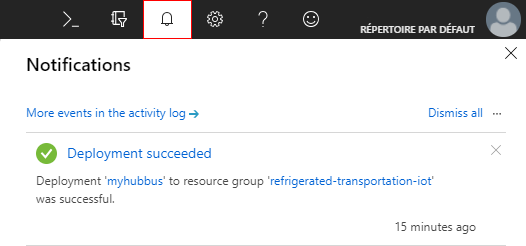 RÉPERTOIRE PAR DÉFAUT
Notifications
More events in the activity log
Dismiss all
Deployment succeeded
Deployment 'myhubbus' to resource group 'refrigerated-transportation-iot'
was successful.
15 minutes ago